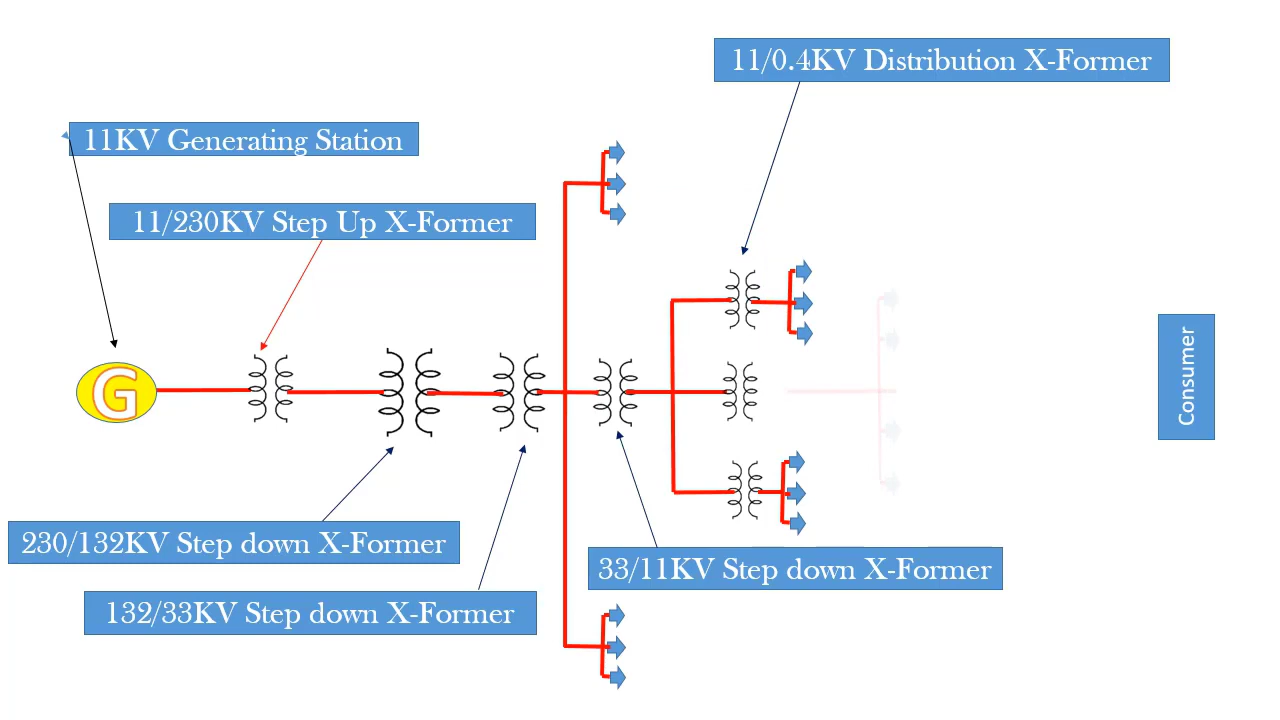 11/0.4KV Distribution X-Former
11KV Generating Station
11/230KV Step Up X-Former
G
Consumer
230/132KV Step down X-Former
33/11KV Step down X-Former
132/33KV Step down X-Former